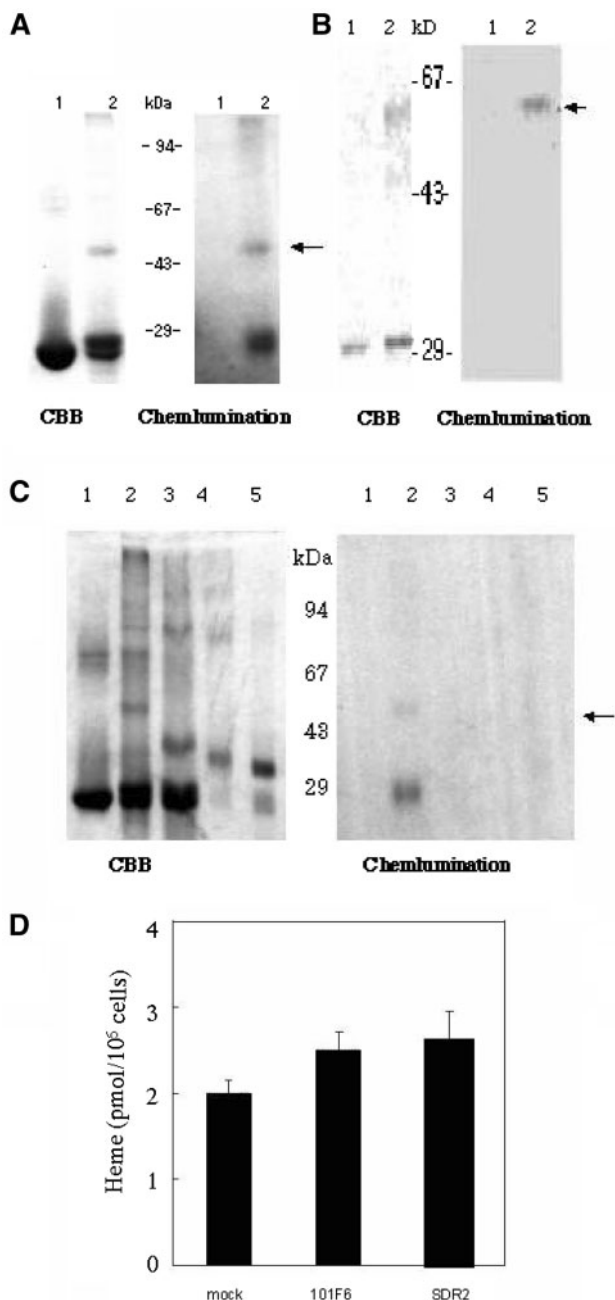 A
1 2 kDa 1 2
- 94 -
-67-
-43-
-29-
CBB Chemlumination
B
1 2 kD 1 2
-67-
-43-
-29-
CBB Chemlumination
C
1 2 3 4 5 1 2 3 4 5
kDa
94
67
43
29
CBB Chemlumination
D
Heme (pmol/10⁶ cells)
4
3
2
1
0
mock 101F6 SDR2